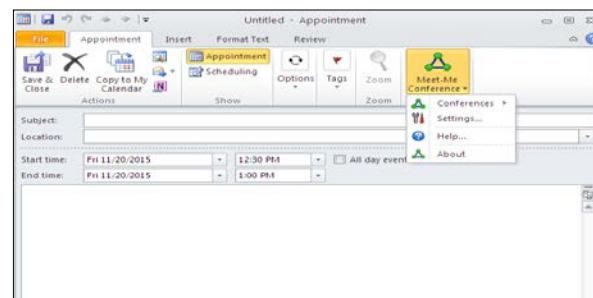 Untitled - Appointment
File Appointment Insert Format Text Review
Save & Close
Delete
Copy to My Calendar
Actions
Appointment
Scheduling
Show
Options
Tags
Zoom
Zoom
Meet-Me Conference
Conferences
Settings...
Help...
About
Subject:
Location:
Start time: Fri 11/20/2015 12:30 PM All day event
End time: Fri 11/20/2015 1:00 PM